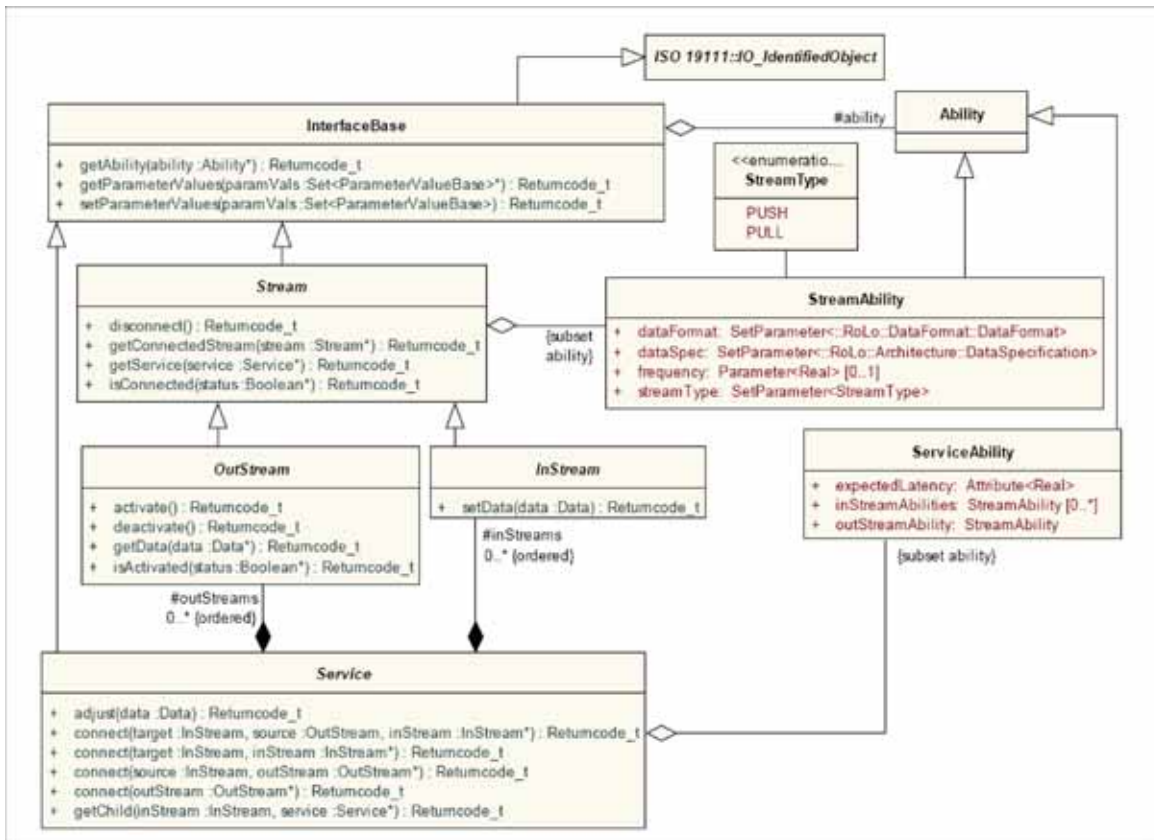 ISO 19111::IO_IdentifiedObject
InterfaceBase
+ getAbility(ability :Ability*) : Returncode_t
+ getParameterValues(paramVals :Set<ParameterValueBase>*) : Returncode_t
+ setParameterValues(paramVals :Set<ParameterValueBase>) : Returncode_t
#ability
Ability
<<enumeratio...
StreamType
PUSH
PULL
Stream
+ disconnect() : Returncode_t
+ getConnectedStream(stream :Stream*) : Returncode_t
+ getService(service :Service*) : Returncode_t
+ isConnected(status :Boolean*) : Returncode_t
{subset
ability}
StreamAbility
+ dataFormat: SetParameter<::RoLo::DataFormat::DataFormat>
+ dataSpec: SetParameter<::RoLo::Architecture::DataSpecification>
+ frequency: Parameter<Real> [0..1]
+ streamType: SetParameter<StreamType>
OutStream
+ activate() : Returncode_t
+ deactivate() : Returncode_t
+ getData(data :Data*) : Returncode_t
+ isActivated(status :Boolean*) : Returncode_t
InStream
+ setData(data :Data) : Returncode_t
ServiceAbility
+ expectedLatency: Attribute<Real>
+ inStreamAbilities: StreamAbility [0..*]
+ outStreamAbility: StreamAbility
#inStreams
0..* {ordered}
{subset ability}
#outStreams
0..* {ordered}
Service
+ adjust(data :Data) : Returncode_t
+ connect(target :InStream, source :OutStream, inStream :InStream*) : Returncode_t
+ connect(target :InStream, inStream :InStream*) : Returncode_t
+ connect(source :InStream, outStream :OutStream*) : Returncode_t
+ connect(outStream :OutStream*) : Returncode_t
+ getChild(inStream :InStream, service :Service*) : Returncode_t